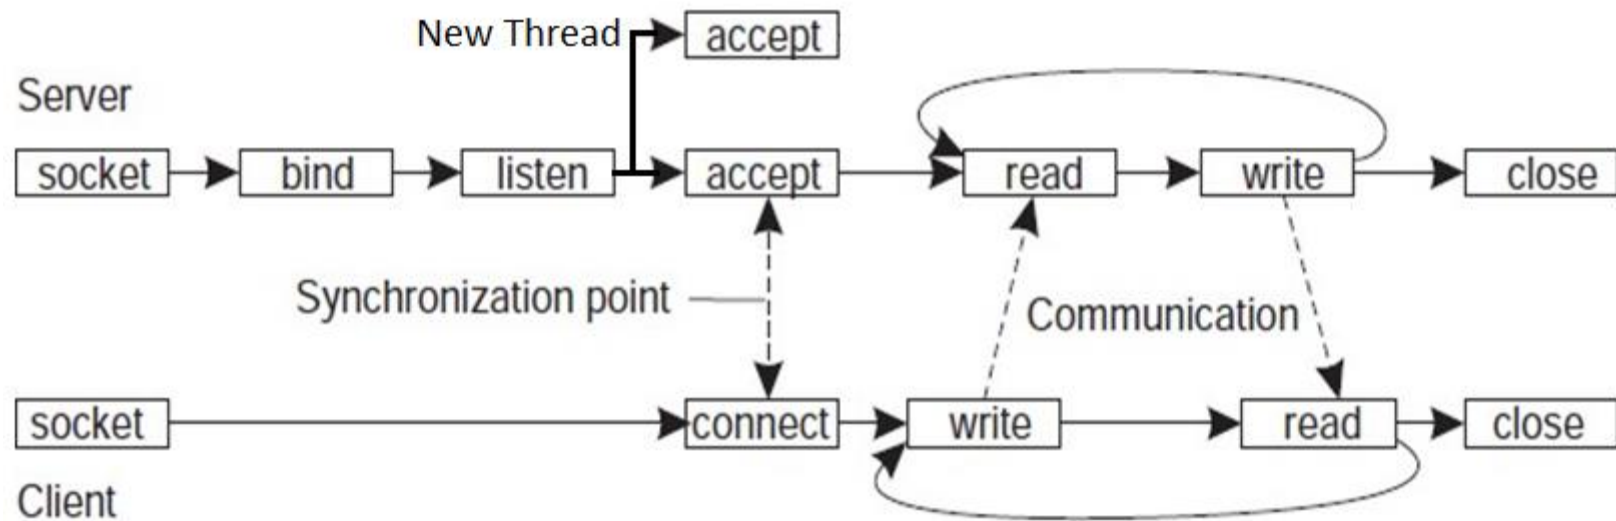 New Thread
accept
Server
socket
bind
listen
accept
read
write
close
Synchronization point
Communication
socket
connect
write
read
close
Client